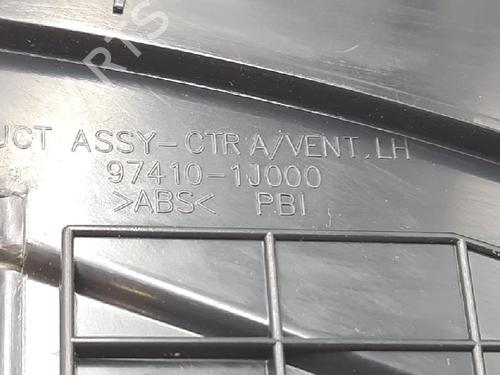 UCT ASSY-CTR A/VENT, LH
97410-1J000
>ABS< PBI